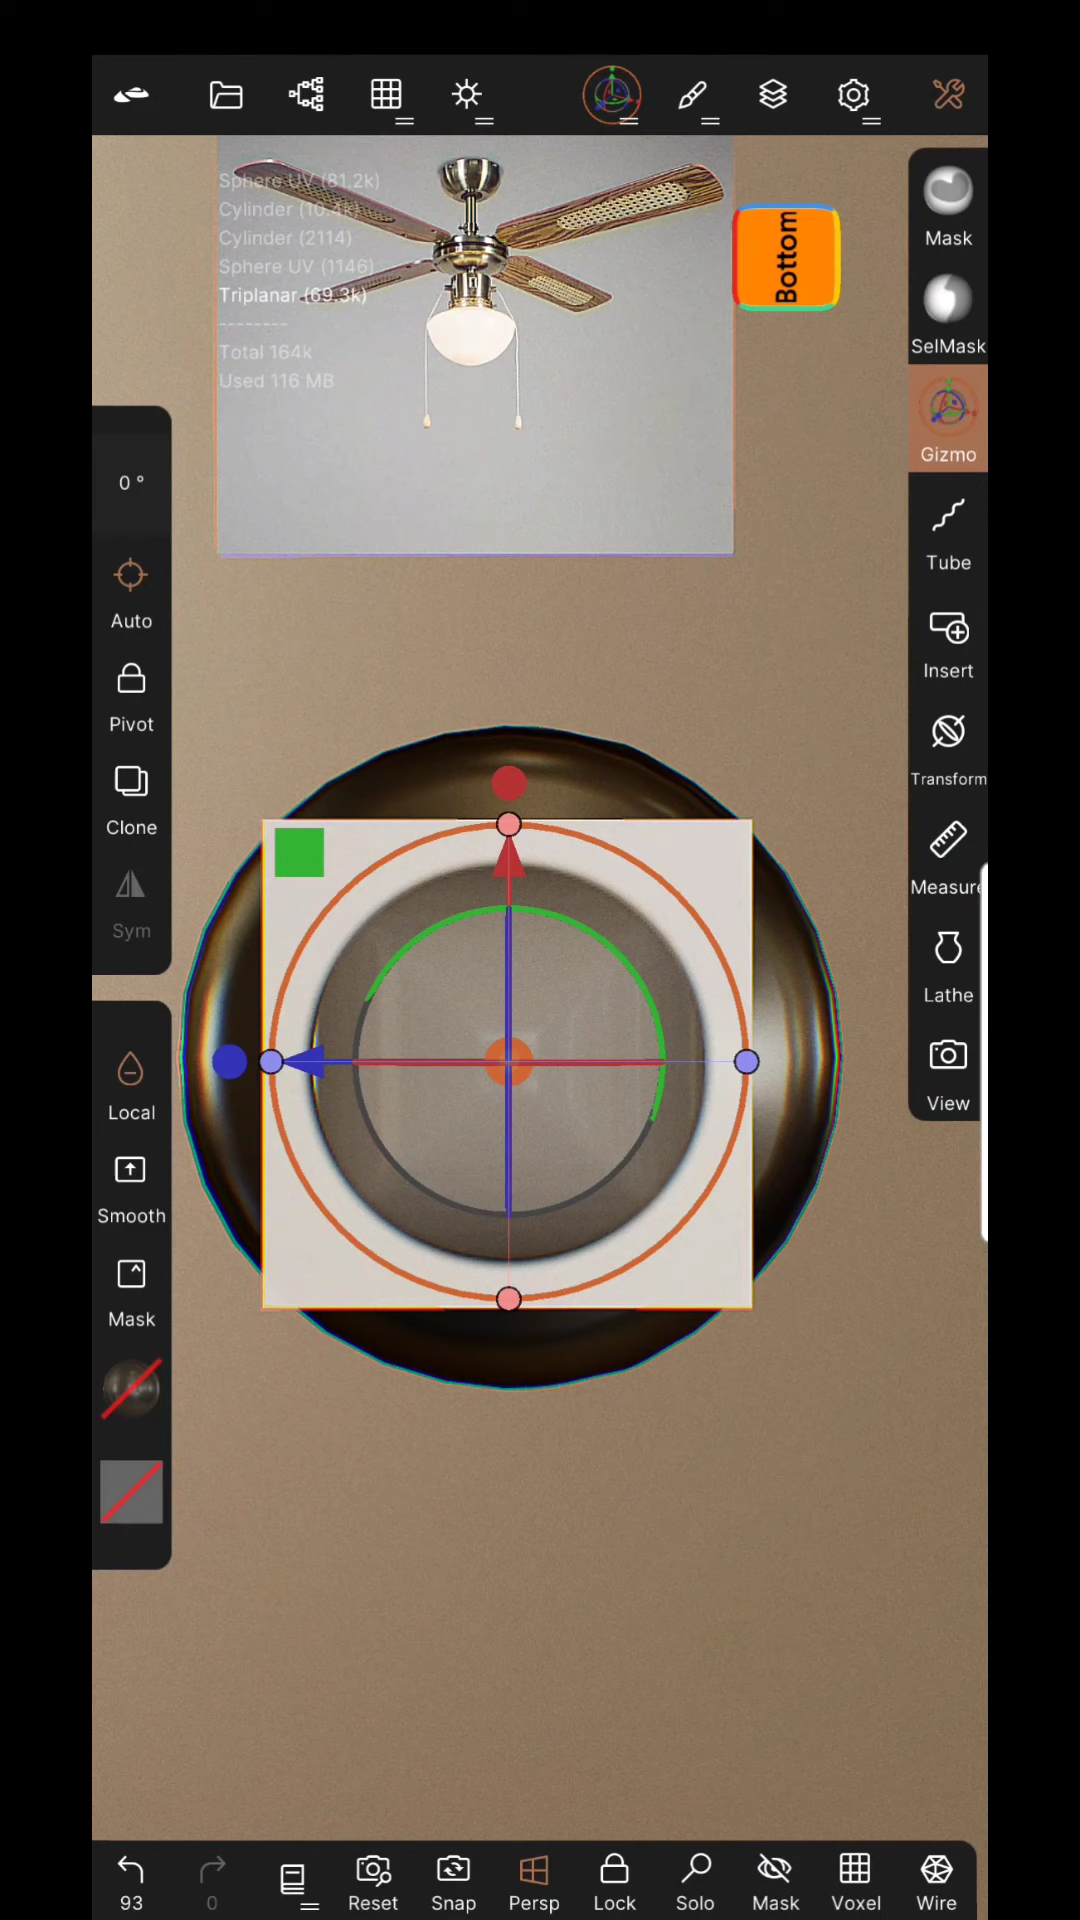 Sphere UV (81.2k)
Cylinder (10.4k)
Cylinder (2114)
Sphere UV (1146)
Triplanar (69.3k)
--------
Total 164k
Used 116 MB
Bottom
Mask
SelMask
Gizmo
Tube
Insert
Transform
Measure
Lathe
View
0 °
Auto
Pivot
Clone
Sym
Local
Smooth
Mask
93
0
Reset
Snap
Persp
Lock
Solo
Mask
Voxel
Wire